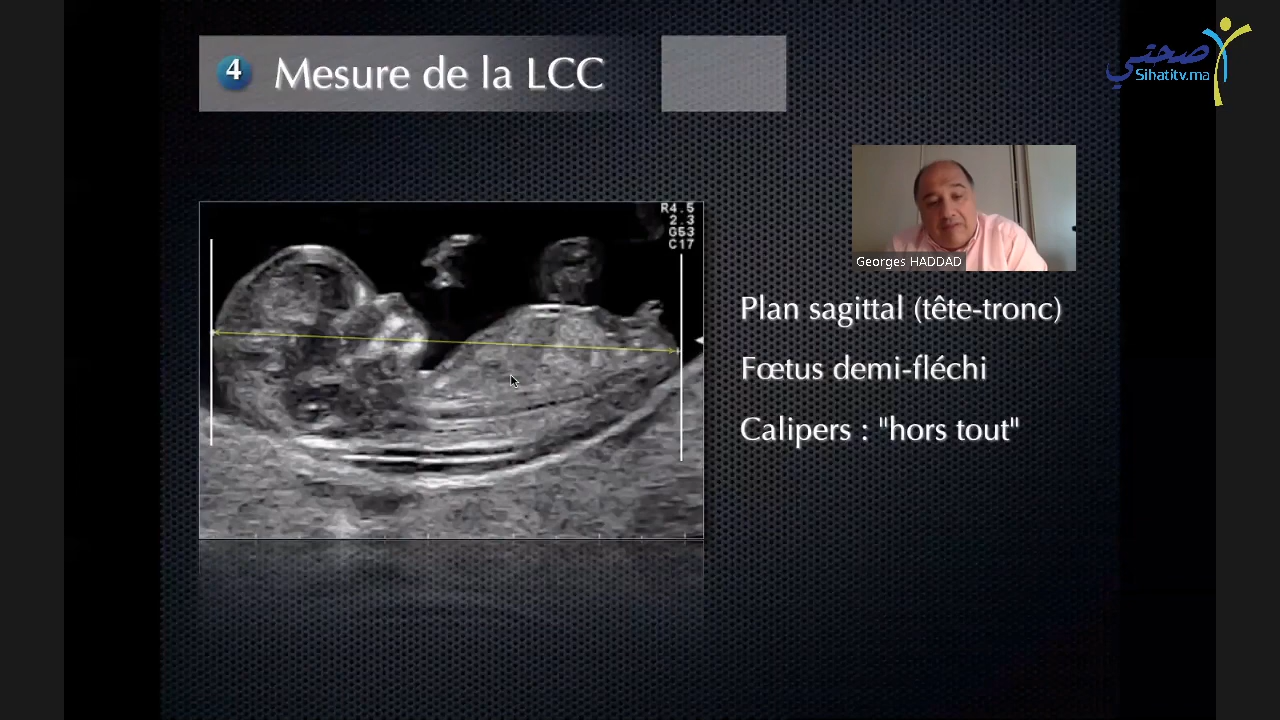 4 Mesure de la LCC
صحتي
Sihatitv.ma
R4.5
2.3
G53
C17
Georges HADDAD
Plan sagittal (tête-tronc)
Fœtus demi-fléchi
Calipers : "hors tout"